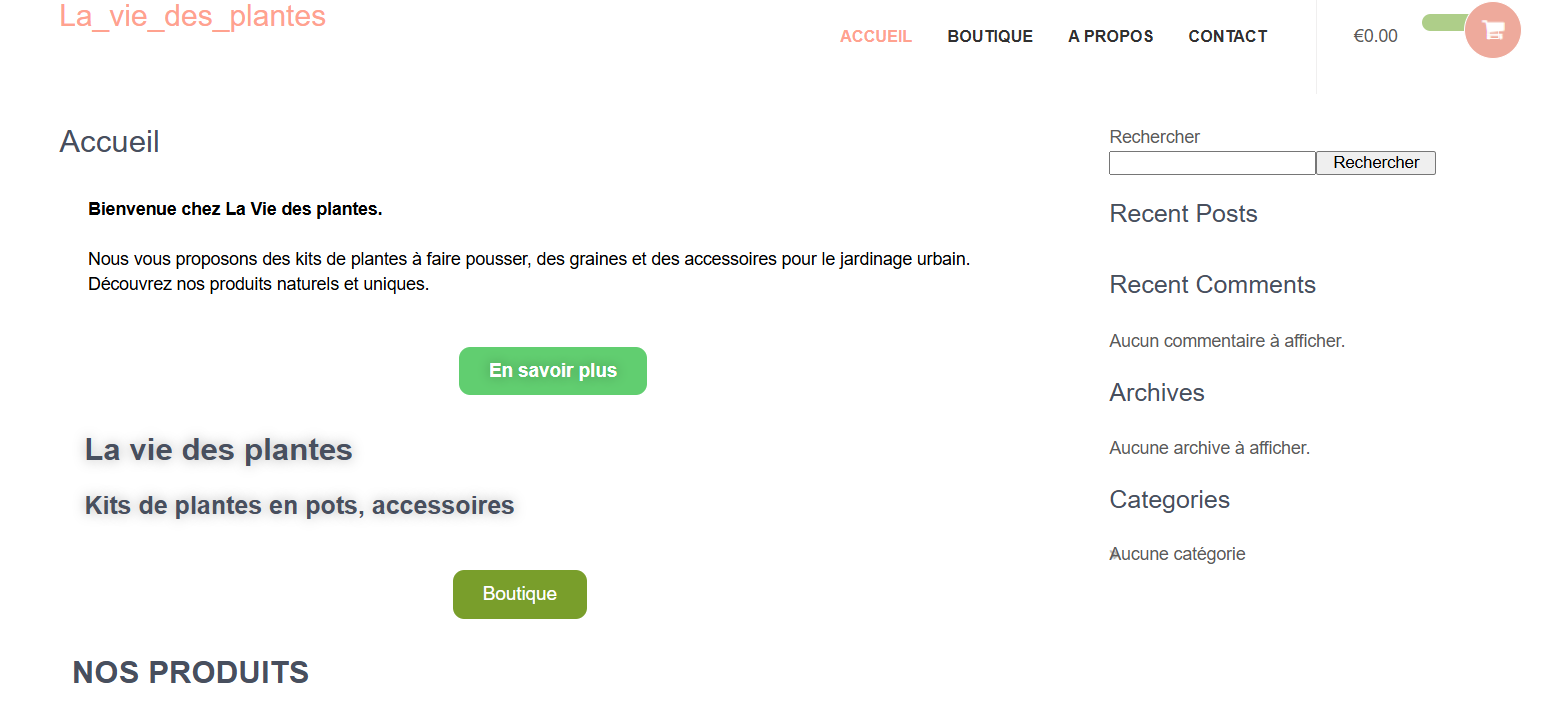 La_vie_des_plantes
ACCUEIL BOUTIQUE A PROPOS CONTACT €0.00
Accueil
Bienvenue chez La Vie des plantes.
Nous vous proposons des kits de plantes à faire pousser, des graines et des accessoires pour le jardinage urbain.
Découvrez nos produits naturels et uniques.
En savoir plus
La vie des plantes
Kits de plantes en pots, accessoires
Boutique
NOS PRODUITS
Rechercher
Rechercher
Recent Posts
Recent Comments
Aucun commentaire à afficher.
Archives
Aucune archive à afficher.
Categories
Aucune catégorie